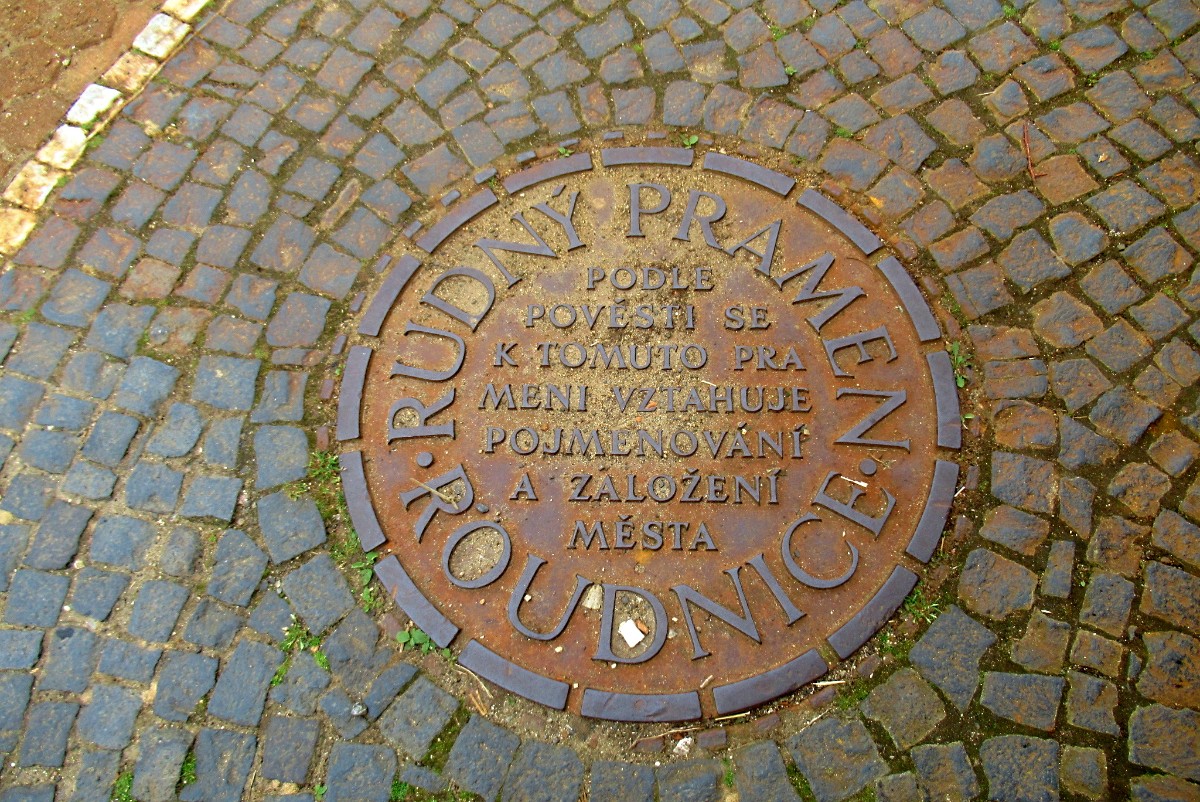 RUDNÝ PRAMEN
PODLE
POVĚSTI SE
K TOMUTO PRA
MENI VZTAHUJE
POJMENOVÁNÍ
A ZALOŽENÍ
MĚSTA
· ROUDNICE ·